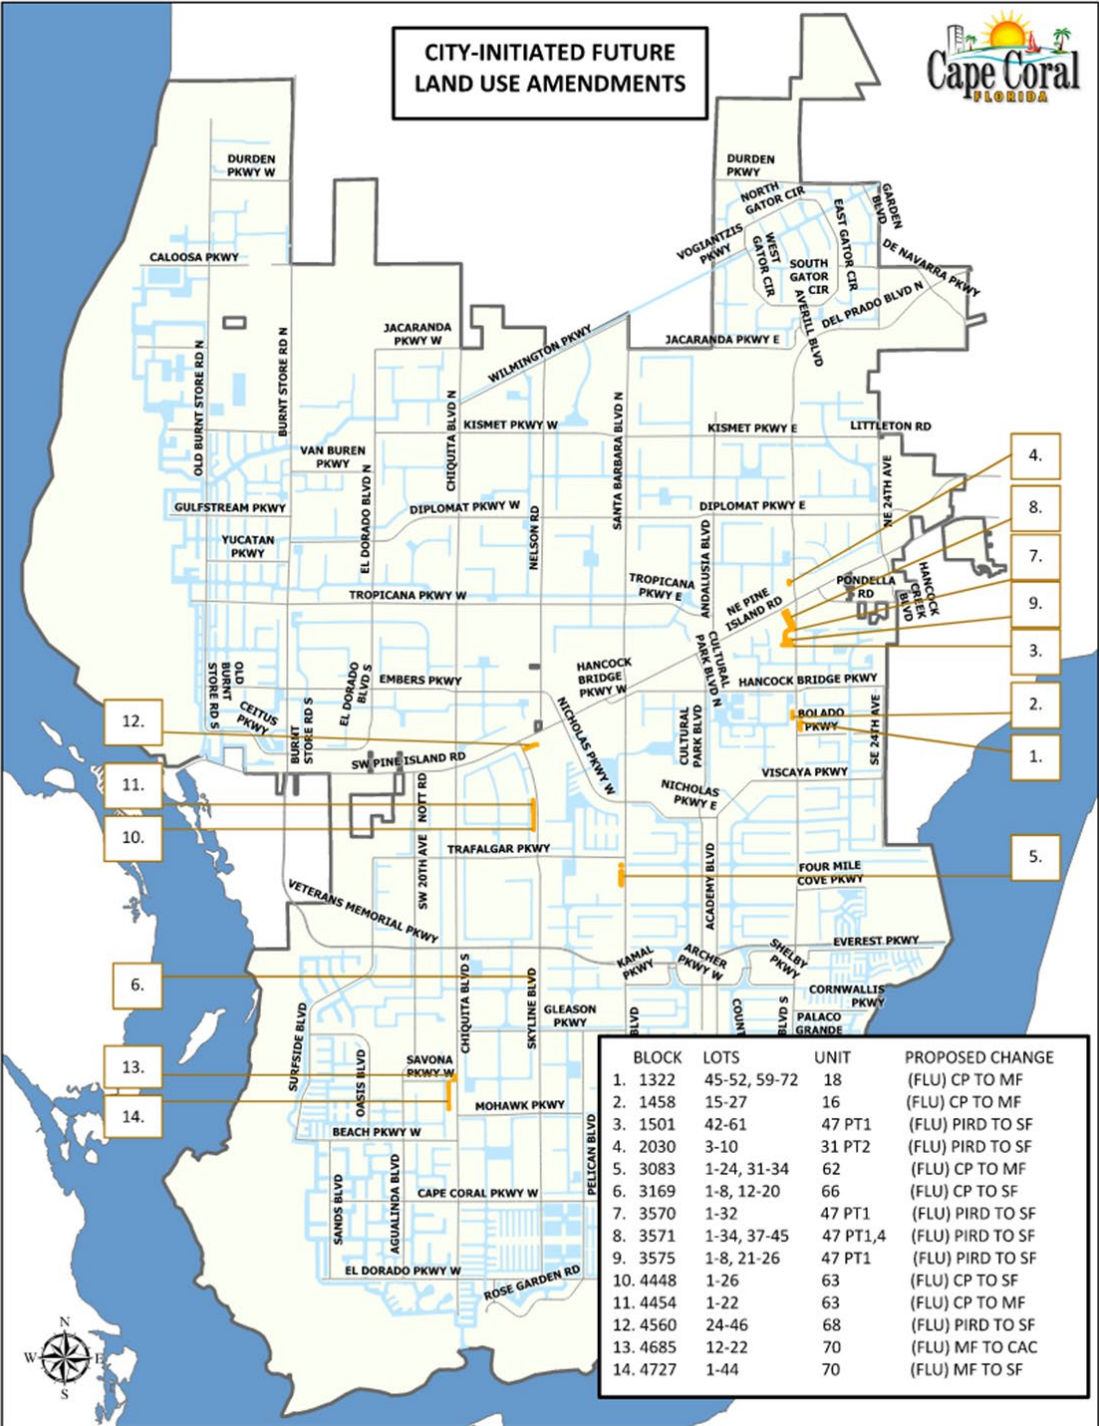 CITY-INITIATED FUTURE
LAND USE AMENDMENTS
Cape Coral
FLORIDA
DURDEN
PKWY W
DURDEN
PKWY
NORTH
GATOR CIR
GARDEN
BLVD
EAST GATOR CIR
VOGIANTZIS
PKWY
WEST
GATOR CIR
SOUTH
GATOR
CIR
DE NAVARRA PKWY
CALOOSA PKWY
DEL PRADO BLVD N
AVERILL BLVD
JACARANDA
PKWY W
WILMINGTON PKWY
JACARANDA PKWY E
OLD BURNT STORE RD N
BURNT STORE RD N
CHIQUITA BLVD N
SANTA BARBARA BLVD N
KISMET PKWY W
KISMET PKWY E
LITTLETON RD
VAN BUREN
PKWY
EL DORADO BLVD N
NE 24TH AVE
4.
GULFSTREAM PKWY
DIPLOMAT PKWY W
DIPLOMAT PKWY E
8.
YUCATAN
PKWY
NELSON RD
ANDALUSIA BLVD
7.
TROPICANA PKWY W
TROPICANA
PKWY E
NE PINE
ISLAND RD
PONDELLA
RD
HANCOCK
CREEK
BLVD
9.
3.
OLD
BURNT
STORE RD S
EL DORADO
BLVD S
EMBERS PKWY
HANCOCK
BRIDGE
PKWY W
CULTURAL
PARK BLVD N
HANCOCK BRIDGE PKWY
2.
12.
CEITUS
PKWY
BURNT
STORE RD S
NICHOLAS PKWY W
CULTURAL
PARK BLVD
BOLADO
PKWY
SE 24TH AVE
1.
SW PINE ISLAND RD
VISCAYA PKWY
11.
NOTT RD
NICHOLAS
PKWY E
10.
TRAFALGAR PKWY
5.
SW 20TH AVE
ACADEMY BLVD
FOUR MILE
COVE PKWY
VETERANS MEMORIAL PKWY
EVEREST PKWY
KAMAL
PKWY
ARCHER
PKWY W
SHELBY
PKWY
6.
CHIQUITA BLVD S
SKYLINE BLVD
CORNWALLIS
PKWY
GLEASON
PKWY
BLVD
COUNT
BLVD S
PALACO
GRANDE
SURFSIDE BLVD
13.
SAVONA
PKWY W
OASIS BLVD
14.
MOHAWK PKWY
BEACH PKWY W
PELICAN BLVD
SANDS BLVD
AGUALINDA BLVD
CAPE CORAL PKWY W
EL DORADO PKWY W
ROSE GARDEN RD
N
W E
S
BLOCK LOTS UNIT PROPOSED CHANGE
1. 1322 45-52, 59-72 18 (FLU) CP TO MF
2. 1458 15-27 16 (FLU) CP TO MF
3. 1501 42-61 47 PT1 (FLU) PIRD TO SF
4. 2030 3-10 31 PT2 (FLU) PIRD TO SF
5. 3083 1-24, 31-34 62 (FLU) CP TO MF
6. 3169 1-8, 12-20 66 (FLU) CP TO SF
7. 3570 1-32 47 PT1 (FLU) PIRD TO SF
8. 3571 1-34, 37-45 47 PT1,4 (FLU) PIRD TO SF
9. 3575 1-8, 21-26 47 PT1 (FLU) PIRD TO SF
10. 4448 1-26 63 (FLU) CP TO SF
11. 4454 1-22 63 (FLU) CP TO MF
12. 4560 24-46 68 (FLU) PIRD TO SF
13. 4685 12-22 70 (FLU) MF TO CAC
14. 4727 1-44 70 (FLU) MF TO SF